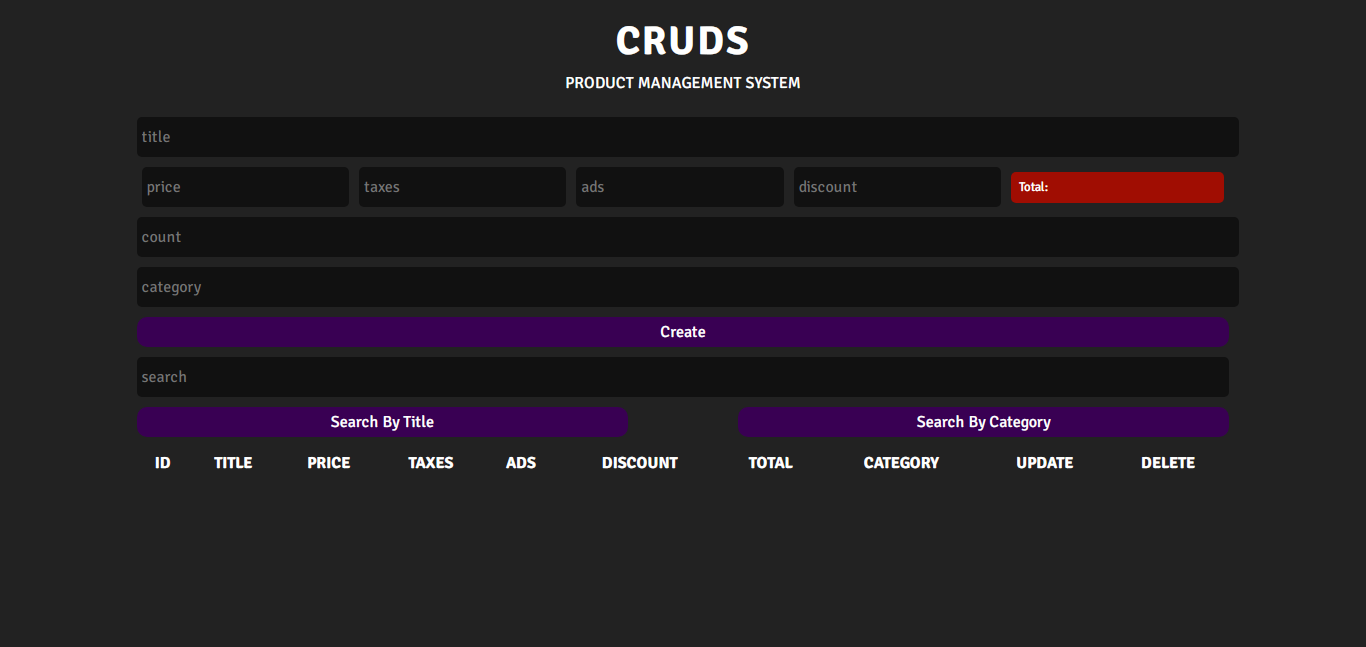 CRUDS
PRODUCT MANAGEMENT SYSTEM
title
price taxes ads discount Total:
count
category
Create
search
Search By Title Search By Category
ID TITLE PRICE TAXES ADS DISCOUNT TOTAL CATEGORY UPDATE DELETE